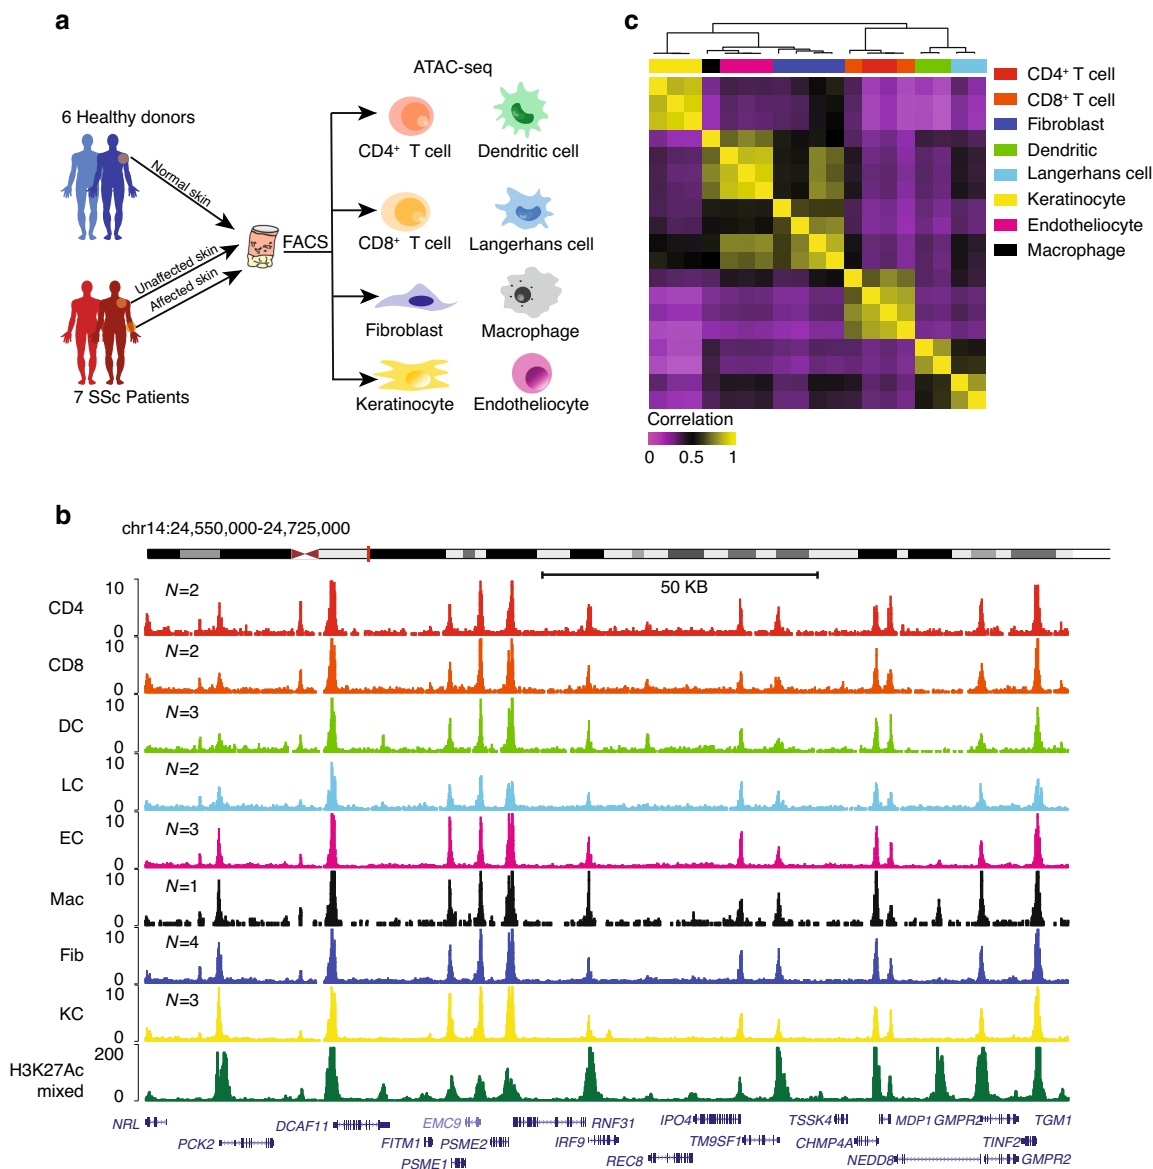 a
ATAC-seq
6 Healthy donors
Normal skin
Unaffected skin
Affected skin
FACS
7 SSc Patients
CD4+ T cell
Dendritic cell
CD8+ T cell
Langerhans cell
Fibroblast
Macrophage
Keratinocyte
Endotheliocyte
c
CD4+ T cell
CD8+ T cell
Fibroblast
Dendritic
Langerhans cell
Keratinocyte
Endotheliocyte
Macrophage
Correlation
0 0.5 1
b
chr14:24,550,000-24,725,000
50 KB
CD4 10 0 N=2
CD8 10 0 N=2
DC 10 0 N=3
LC 10 0 N=2
EC 10 0 N=3
Mac 10 0 N=1
Fib 10 0 N=4
KC 10 0 N=3
H3K27Ac mixed 200 0
NRL DCAF11 EMC9 RNF31 IPO4 TSSK4 MDP1 GMPR2 TGM1
PCK2 FITM1 PSME2 IRF9 TM9SF1 CHMP4A TINF2
PSME1 REC8 NEDD8 GMPR2